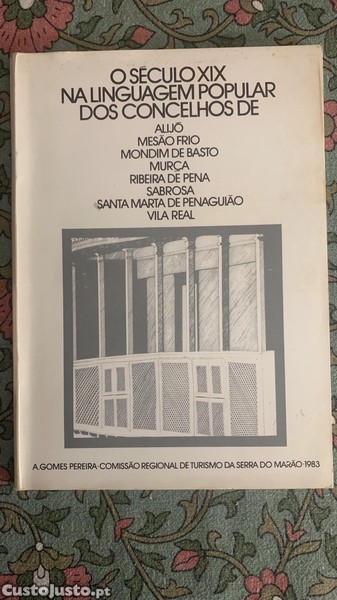 O SÉCULO XIX
NA LINGUAGEM POPULAR
DOS CONCELHOS DE
ALIJÓ
MESÃO FRIO
MONDIM DE BASTO
MURÇA
RIBEIRA DE PENA
SABROSA
SANTA MARTA DE PENAGUIÃO
VILA REAL
A. GOMES PEREIRA·COMISSÃO REGIONAL DE TURISMO DA SERRA DO MARÃO·1983
CustoJusto.pt